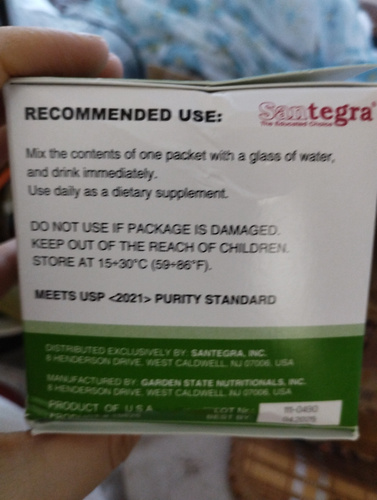 RECOMMENDED USE:
Santegra®
The Educated Choice
Mix the contents of one packet with a glass of water,
and drink immediately.
Use daily as a dietary supplement.
DO NOT USE IF PACKAGE IS DAMAGED.
KEEP OUT OF THE REACH OF CHILDREN.
STORE AT 15÷30°C (59÷86°F).
MEETS USP <2021> PURITY STANDARD
DISTRIBUTED EXCLUSIVELY BY SANTEGRA, INC.
8 HENDERSON DRIVE, WEST CALDWELL, NJ 07006, USA
MANUFACTURED BY: GARDEN STATE NUTRITIONALS, INC.
8 HENDERSON DRIVE, WEST CALDWELL, NJ 07006, USA
PRODUCT OF U.S.A.
LOT No.
BEST BY